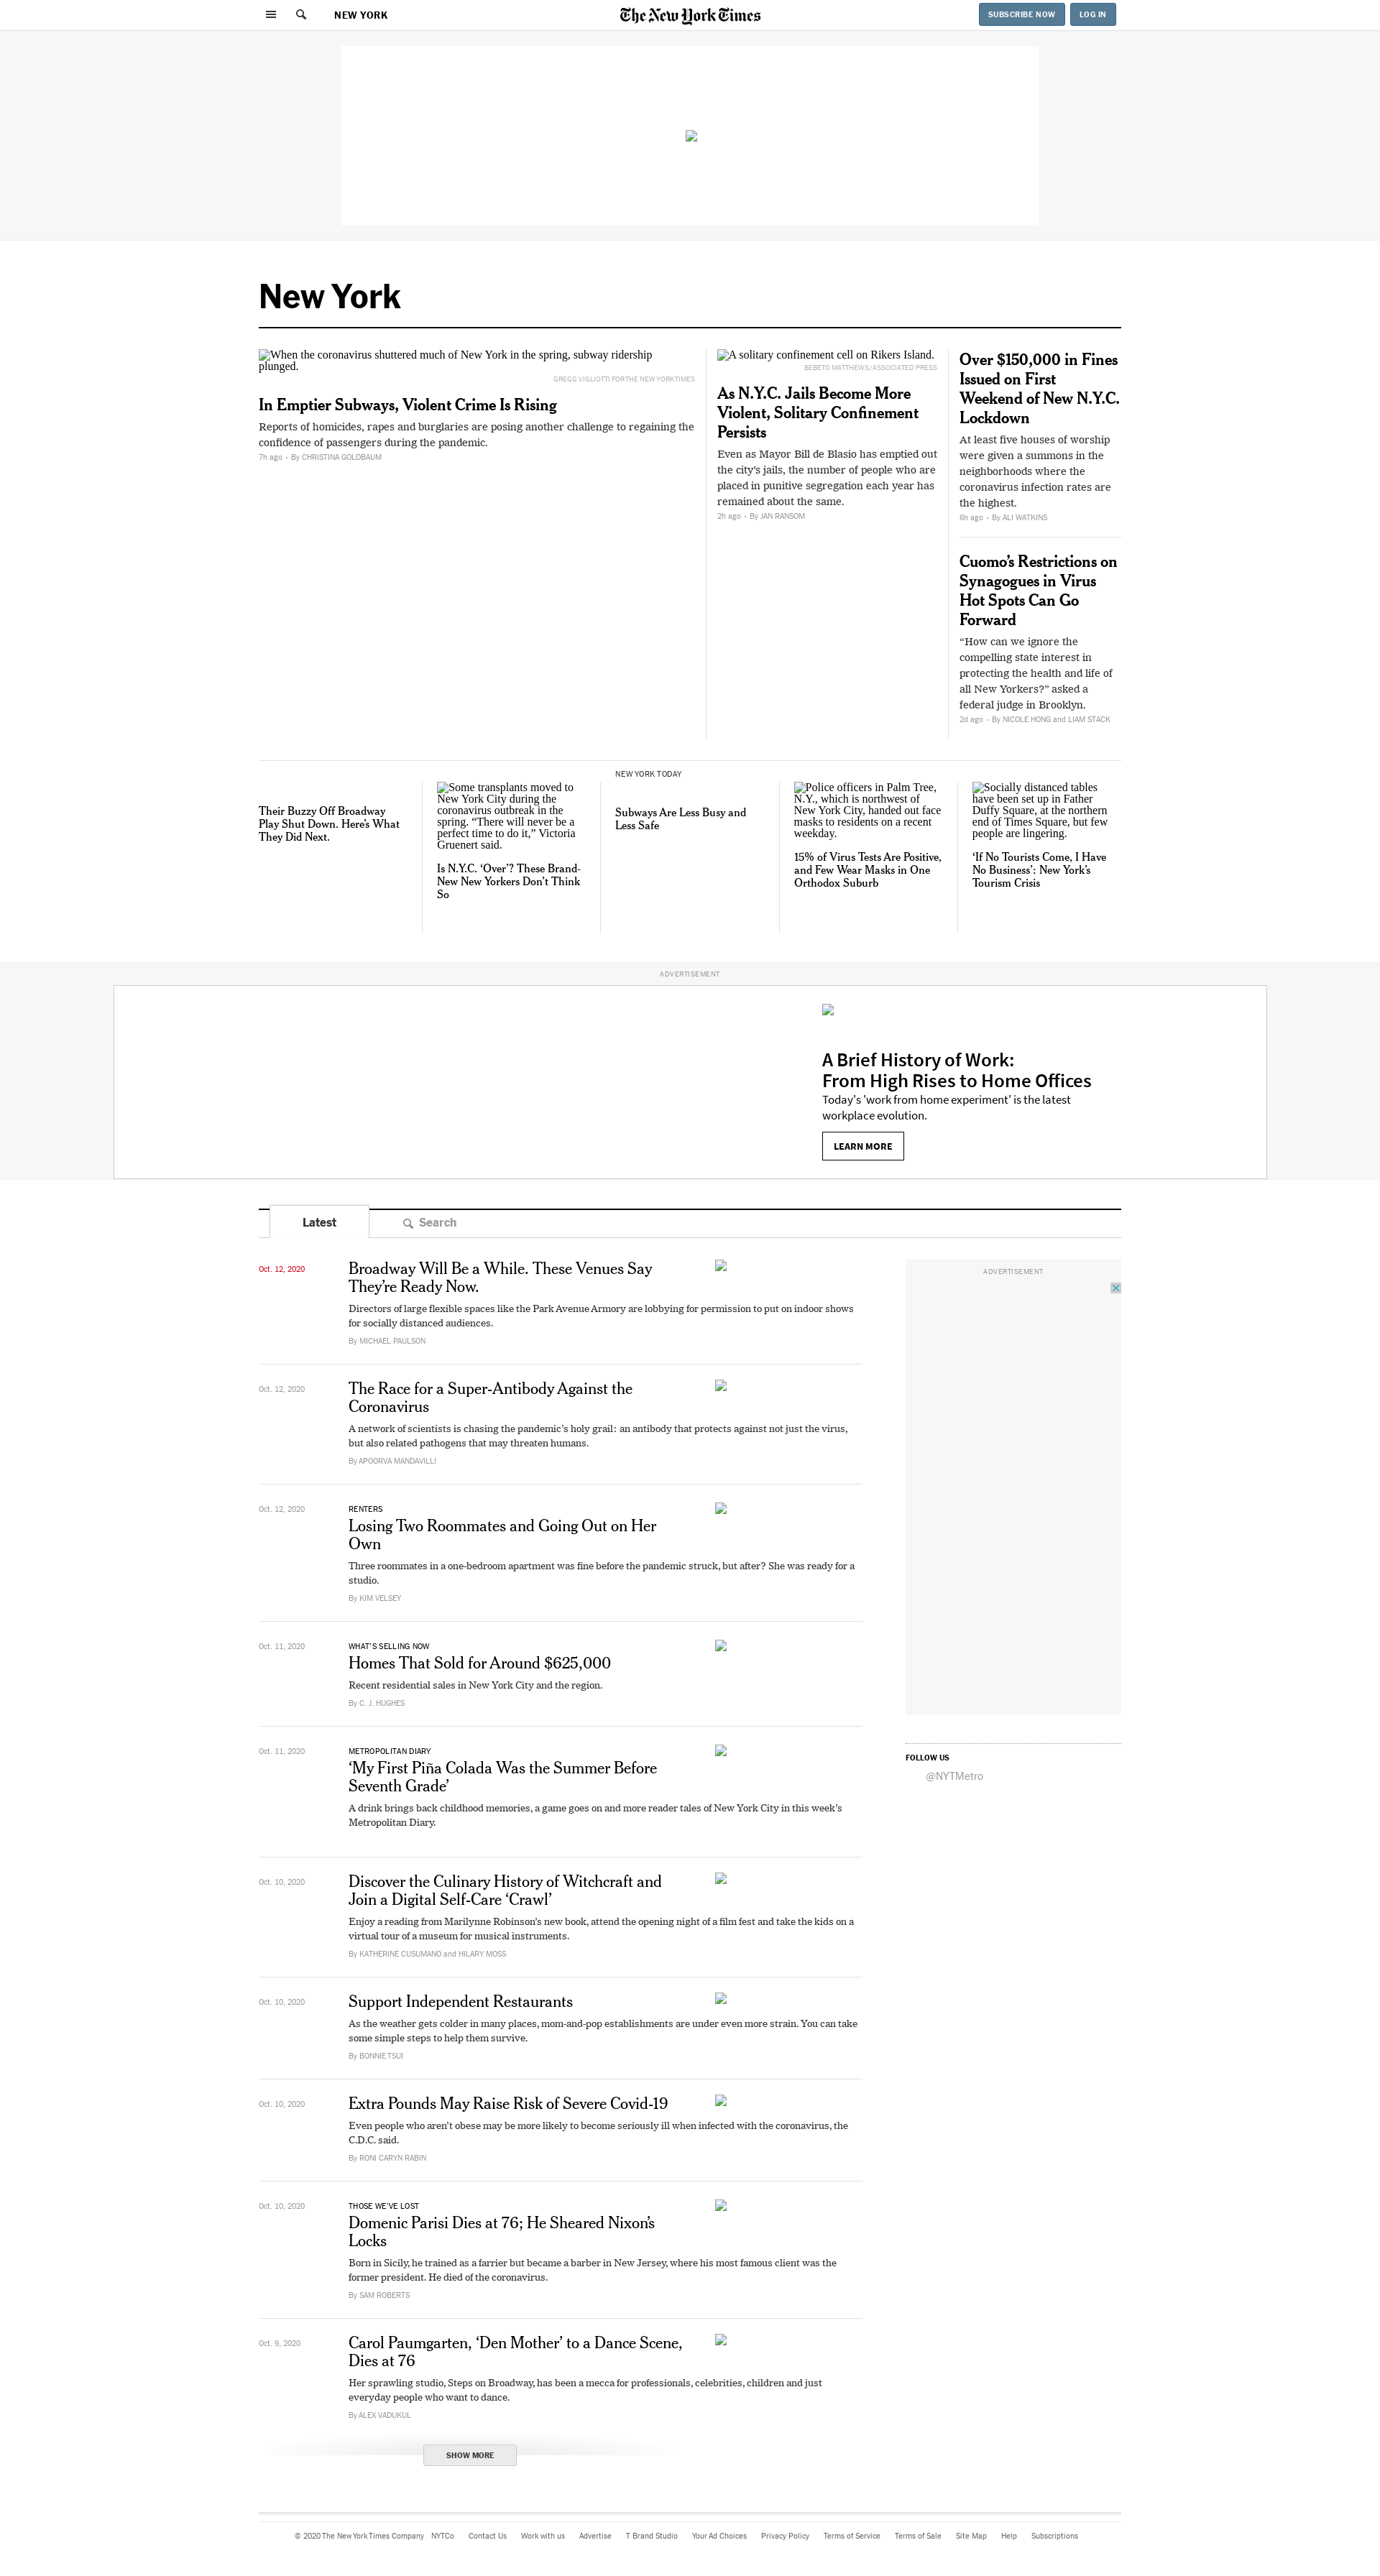 NEW YORK
The New York Times
SUBSCRIBE NOW
LOG IN
New York
When the coronavirus shuttered much of New York in the spring, subway ridership
plunged.
GREGG VIGLIOTTI FOR THE NEW YORK TIMES
In Emptier Subways, Violent Crime Is Rising
Reports of homicides, rapes and burglaries are posing another challenge to regaining the
confidence of passengers during the pandemic.
7h ago • By CHRISTINA GOLDBAUM
A solitary confinement cell on Rikers Island.
BEBETO MATTHEWS/ASSOCIATED PRESS
As N.Y.C. Jails Become More
Violent, Solitary Confinement
Persists
Even as Mayor Bill de Blasio has emptied out
the city’s jails, the number of people who are
placed in punitive segregation each year has
remained about the same.
2h ago • By JAN RANSOM
Over $150,000 in Fines
Issued on First
Weekend of New N.Y.C.
Lockdown
At least five houses of worship
were given a summons in the
neighborhoods where the
coronavirus infection rates are
the highest.
6h ago • By ALI WATKINS
Cuomo’s Restrictions on
Synagogues in Virus
Hot Spots Can Go
Forward
“How can we ignore the
compelling state interest in
protecting the health and life of
all New Yorkers?” asked a
federal judge in Brooklyn.
2d ago • By NICOLE HONG and LIAM STACK
Their Buzzy Off Broadway
Play Shut Down. Here’s What
They Did Next.
Some transplants moved to
New York City during the
coronavirus outbreak in the
spring. “There will never be a
perfect time to do it,” Victoria
Gruenert said.
Is N.Y.C. ‘Over’? These Brand-
New New Yorkers Don’t Think
So
NEW YORK TODAY
Subways Are Less Busy and
Less Safe
Police officers in Palm Tree,
N.Y., which is northwest of
New York City, handed out face
masks to residents on a recent
weekday.
15% of Virus Tests Are Positive,
and Few Wear Masks in One
Orthodox Suburb
Socially distanced tables
have been set up in Father
Duffy Square, at the northern
end of Times Square, but few
people are lingering.
‘If No Tourists Come, I Have
No Business’: New York’s
Tourism Crisis
ADVERTISEMENT
A Brief History of Work:
From High Rises to Home Offices
Today's 'work from home experiment' is the latest
workplace evolution.
LEARN MORE
Latest
Search
Oct. 12, 2020
Broadway Will Be a While. These Venues Say
They’re Ready Now.
Directors of large flexible spaces like the Park Avenue Armory are lobbying for permission to put on indoor shows
for socially distanced audiences.
By MICHAEL PAULSON
ADVERTISEMENT
Oct. 12, 2020
The Race for a Super-Antibody Against the
Coronavirus
A network of scientists is chasing the pandemic’s holy grail: an antibody that protects against not just the virus,
but also related pathogens that may threaten humans.
By APOORVA MANDAVILLI
Oct. 12, 2020
RENTERS
Losing Two Roommates and Going Out on Her
Own
Three roommates in a one-bedroom apartment was fine before the pandemic struck, but after? She was ready for a
studio.
By KIM VELSEY
Oct. 11, 2020
WHAT'S SELLING NOW
Homes That Sold for Around $625,000
Recent residential sales in New York City and the region.
By C. J. HUGHES
Oct. 11, 2020
METROPOLITAN DIARY
‘My First Piña Colada Was the Summer Before
Seventh Grade’
A drink brings back childhood memories, a game goes on and more reader tales of New York City in this week’s
Metropolitan Diary.
FOLLOW US
@NYTMetro
Oct. 10, 2020
Discover the Culinary History of Witchcraft and
Join a Digital Self-Care ‘Crawl’
Enjoy a reading from Marilynne Robinson’s new book, attend the opening night of a film fest and take the kids on a
virtual tour of a museum for musical instruments.
By KATHERINE CUSUMANO and HILARY MOSS
Oct. 10, 2020
Support Independent Restaurants
As the weather gets colder in many places, mom-and-pop establishments are under even more strain. You can take
some simple steps to help them survive.
By BONNIE TSUI
Oct. 10, 2020
Extra Pounds May Raise Risk of Severe Covid-19
Even people who aren’t obese may be more likely to become seriously ill when infected with the coronavirus, the
C.D.C. said.
By RONI CARYN RABIN
Oct. 10, 2020
THOSE WE'VE LOST
Domenic Parisi Dies at 76; He Sheared Nixon’s
Locks
Born in Sicily, he trained as a farrier but became a barber in New Jersey, where his most famous client was the
former president. He died of the coronavirus.
By SAM ROBERTS
Oct. 9, 2020
Carol Paumgarten, ‘Den Mother’ to a Dance Scene,
Dies at 76
Her sprawling studio, Steps on Broadway, has been a mecca for professionals, celebrities, children and just
everyday people who want to dance.
By ALEX VADUKUL
SHOW MORE
© 2020 The New York Times Company NYTCo Contact Us Work with us Advertise T Brand Studio Your Ad Choices Privacy Policy Terms of Service Terms of Sale Site Map Help Subscriptions